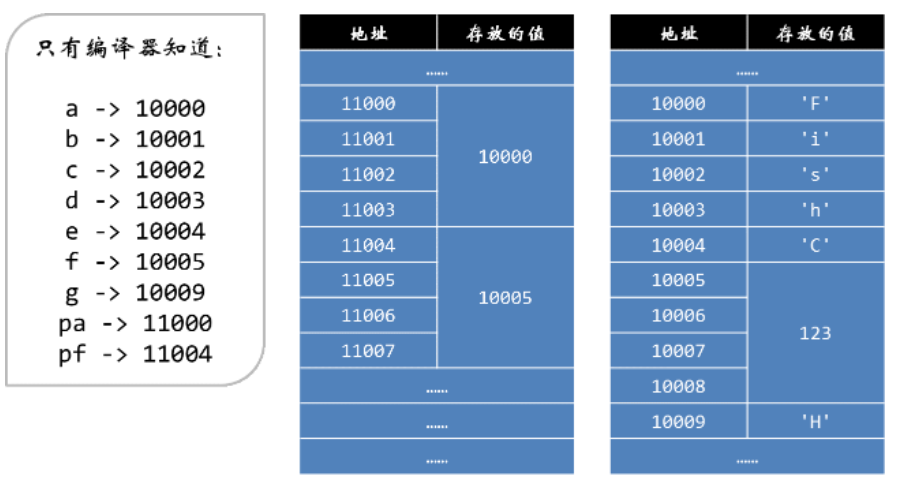 只有编译器知道:
a -> 10000
b -> 10001
c -> 10002
d -> 10003
e -> 10004
f -> 10005
g -> 10009
pa -> 11000
pf -> 11004
地址 存放的值
……
11000
11001
11002
11003
10000
11004
11005
11006
11007
10005
……
……
……
地址 存放的值
……
10000 'F'
10001 'i'
10002 's'
10003 'h'
10004 'C'
10005
10006
10007
10008
123
10009 'H'
……